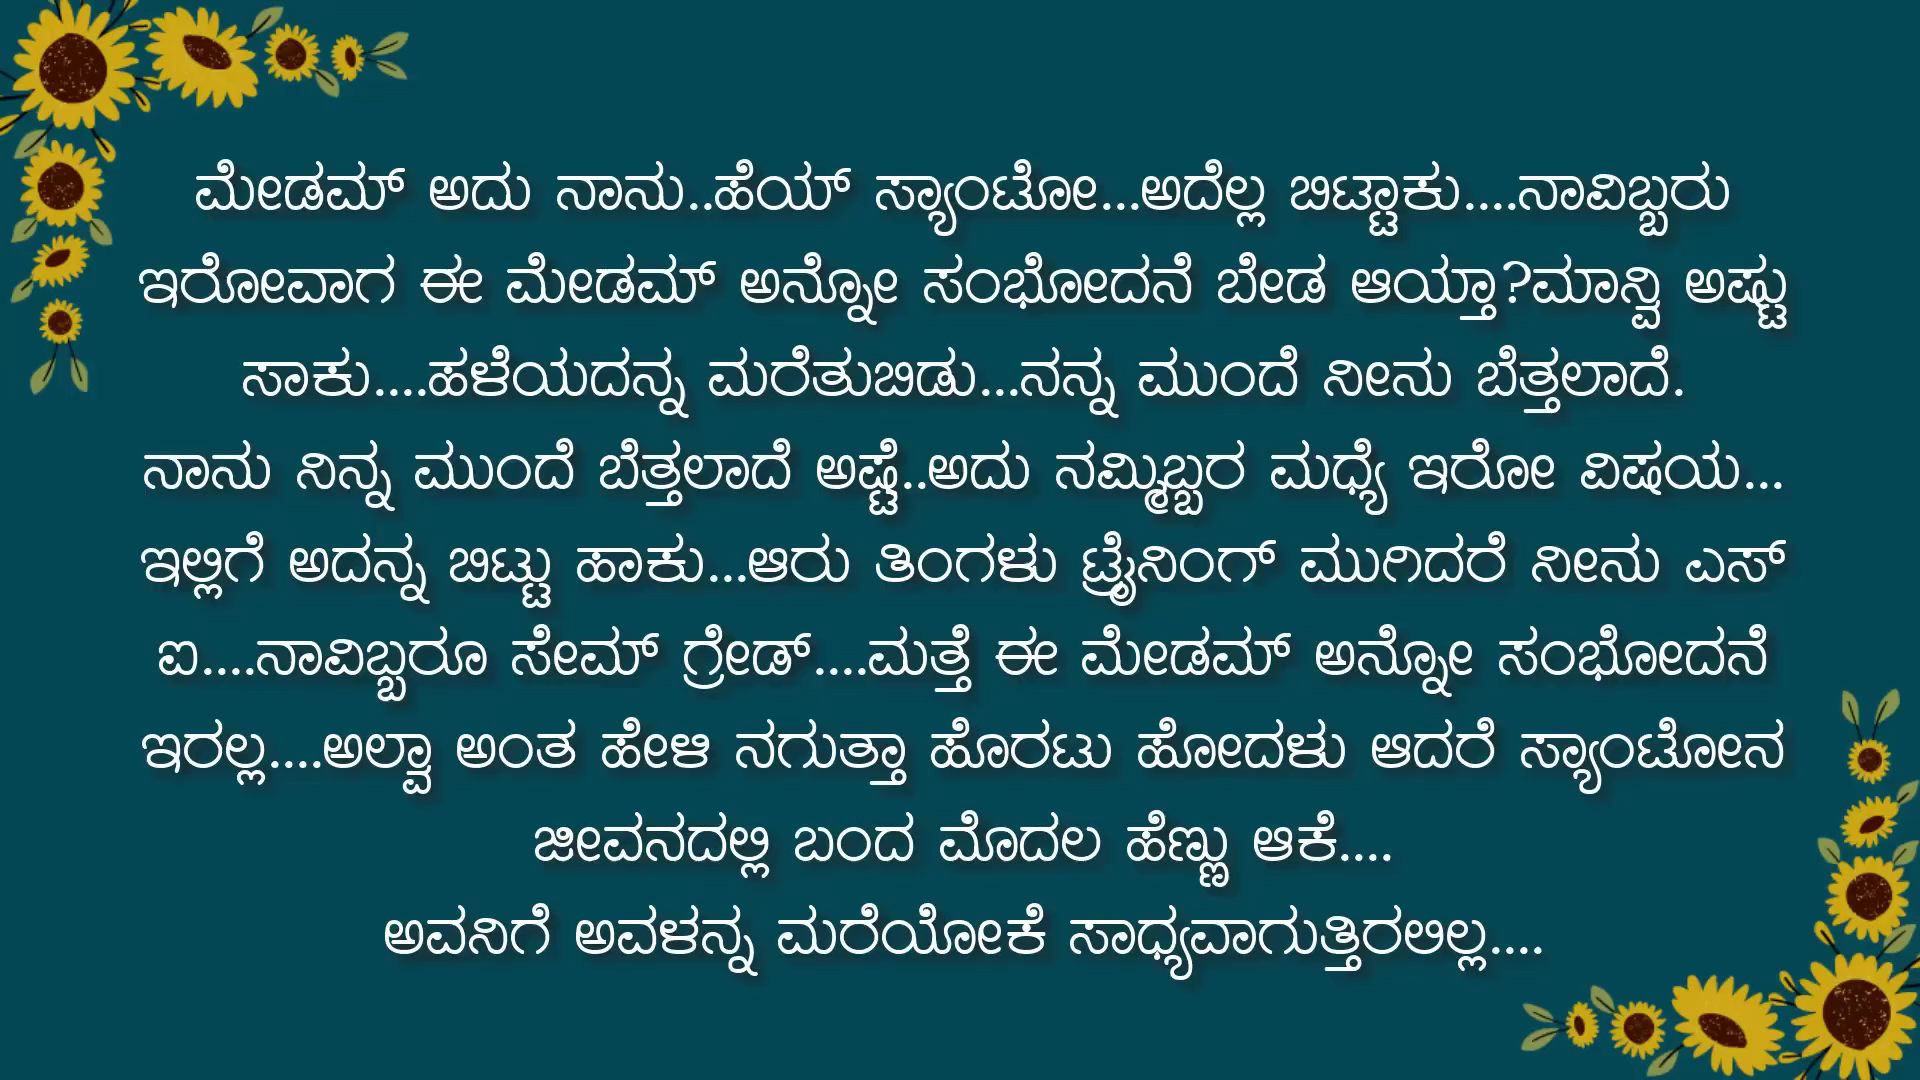 ಮೇಡಮ್ ಅದು ನಾನು..ಹೆಯ್ ಸ್ಯಾಂಟೋ...ಅದೆಲ್ಲ ಬಿಟ್ಟಾಕು....ನಾವಿಬ್ಬರು
ಇರೋವಾಗ ಈ ಮೇಡಮ್ ಅನ್ನೋ ಸಂಭೋದನೆ ಬೇಡ ಆಯ್ತಾ?ಮಾನ್ವಿ ಅಷ್ಟು
ಸಾಕು....ಹಳೆಯದನ್ನ ಮರೆತುಬಿಡು...ನನ್ನ ಮುಂದೆ ನೀನು ಬೆತ್ತಲಾದೆ.
ನಾನು ನಿನ್ನ ಮುಂದೆ ಬೆತ್ತಲಾದೆ ಅಷ್ಟೆ..ಅದು ನಮ್ಮಿಬ್ಬರ ಮಧ್ಯೆ ಇರೋ ವಿಷಯ...
ಇಲ್ಲಿಗೆ ಅದನ್ನ ಬಿಟ್ಟು ಹಾಕು...ಆರು ತಿಂಗಳು ಟ್ರೈನಿಂಗ್ ಮುಗಿದರೆ ನೀನು ಎಸ್
ಐ....ನಾವಿಬ್ಬರೂ ಸೇಮ್ ಗ್ರೇಡ್....ಮತ್ತೆ ಈ ಮೇಡಮ್ ಅನ್ನೋ ಸಂಭೋದನೆ
ಇರಲ್ಲ....ಅಲ್ವಾ ಅಂತ ಹೇಳಿ ನಗುತ್ತಾ ಹೊರಟು ಹೋದಳು ಆದರೆ ಸ್ಯಾಂಟೋನ
ಜೀವನದಲ್ಲಿ ಬಂದ ಮೊದಲ ಹೆಣ್ಣು ಆಕೆ....
ಅವನಿಗೆ ಅವಳನ್ನ ಮರೆಯೋಕೆ ಸಾಧ್ಯವಾಗುತ್ತಿರಲಿಲ್ಲ....